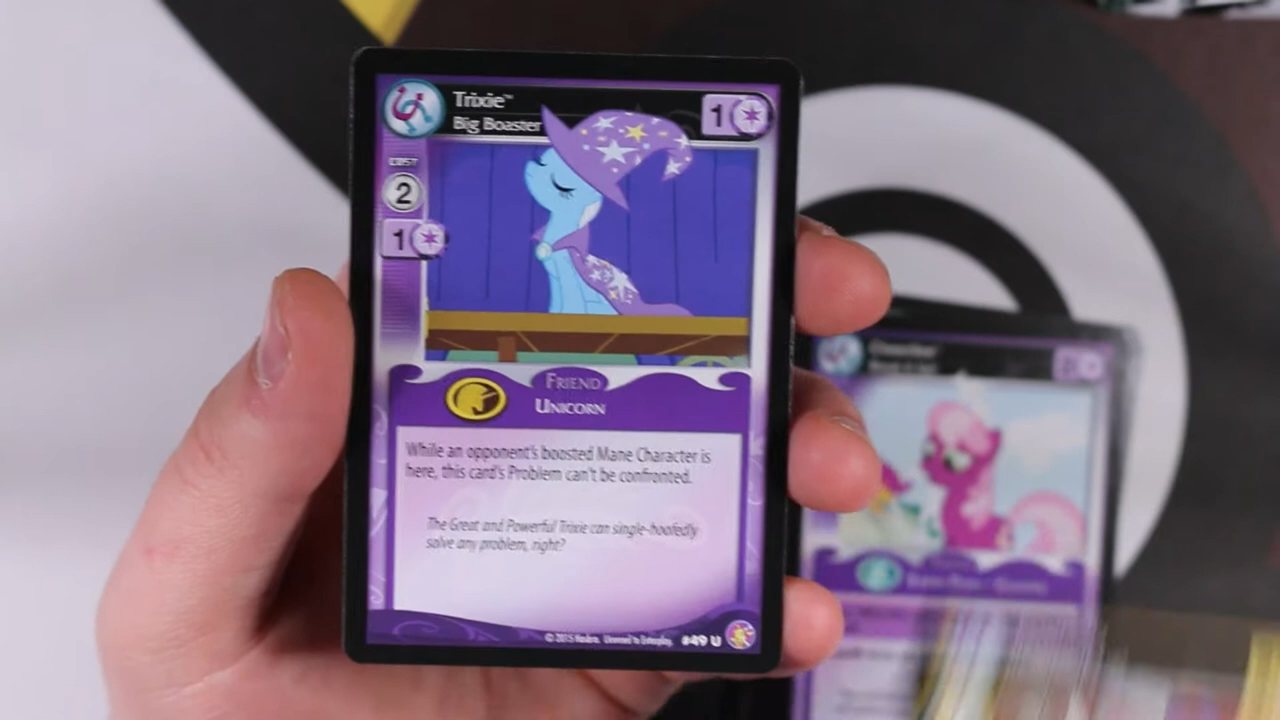 Trixie™
Big Boaster
1
COST
2
1
FRIEND
UNICORN
While an opponent's boosted Mane Character is
here, this card's Problem can't be confronted.
The Great and Powerful Trixie can single-hoofedly
solve any problem, right?
© 2015 Hasbro. Licensed to Enterplay. #49 U